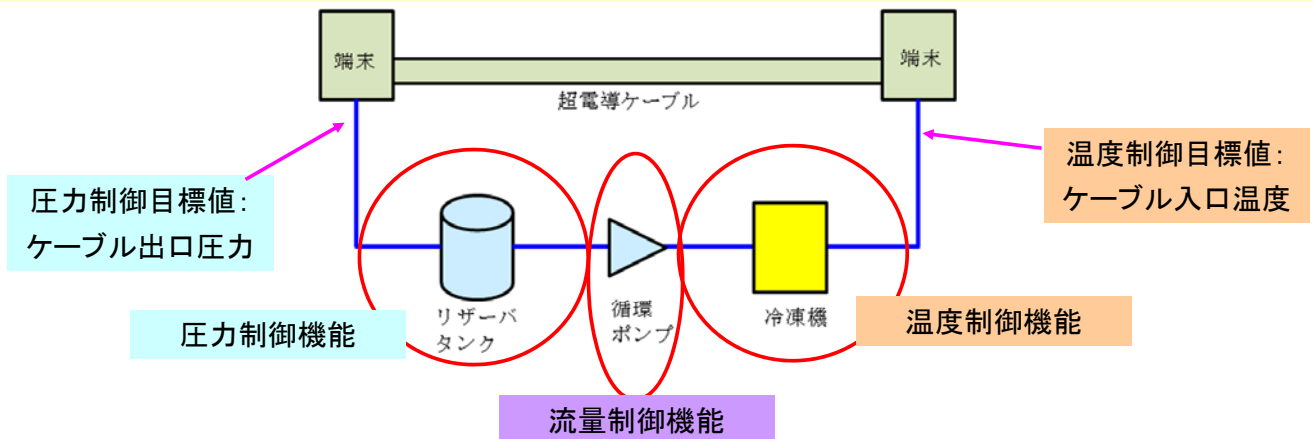 端末
端末
超電導ケーブル
圧力制御目標値：
ケーブル出口圧力
温度制御目標値：
ケーブル入口温度
リザーバ
タンク
循環
ポンプ
冷凍機
圧力制御機能
温度制御機能
流量制御機能